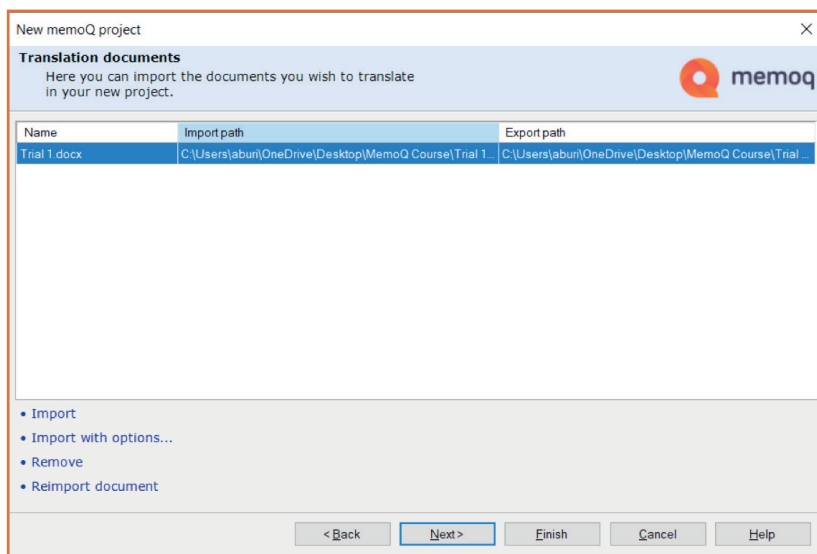 New memoQ project
Translation documents
Here you can import the documents you wish to translate
in your new project.
memoq
Name Import path Export path
Trial 1.docx C:\Users\aburi\OneDrive\Desktop\MemoQ Course\Trial 1... C:\Users\aburi\OneDrive\Desktop\MemoQ Course\Trial ...
• Import
• Import with options...
• Remove
• Reimport document
< Back Next> Finish Cancel Help